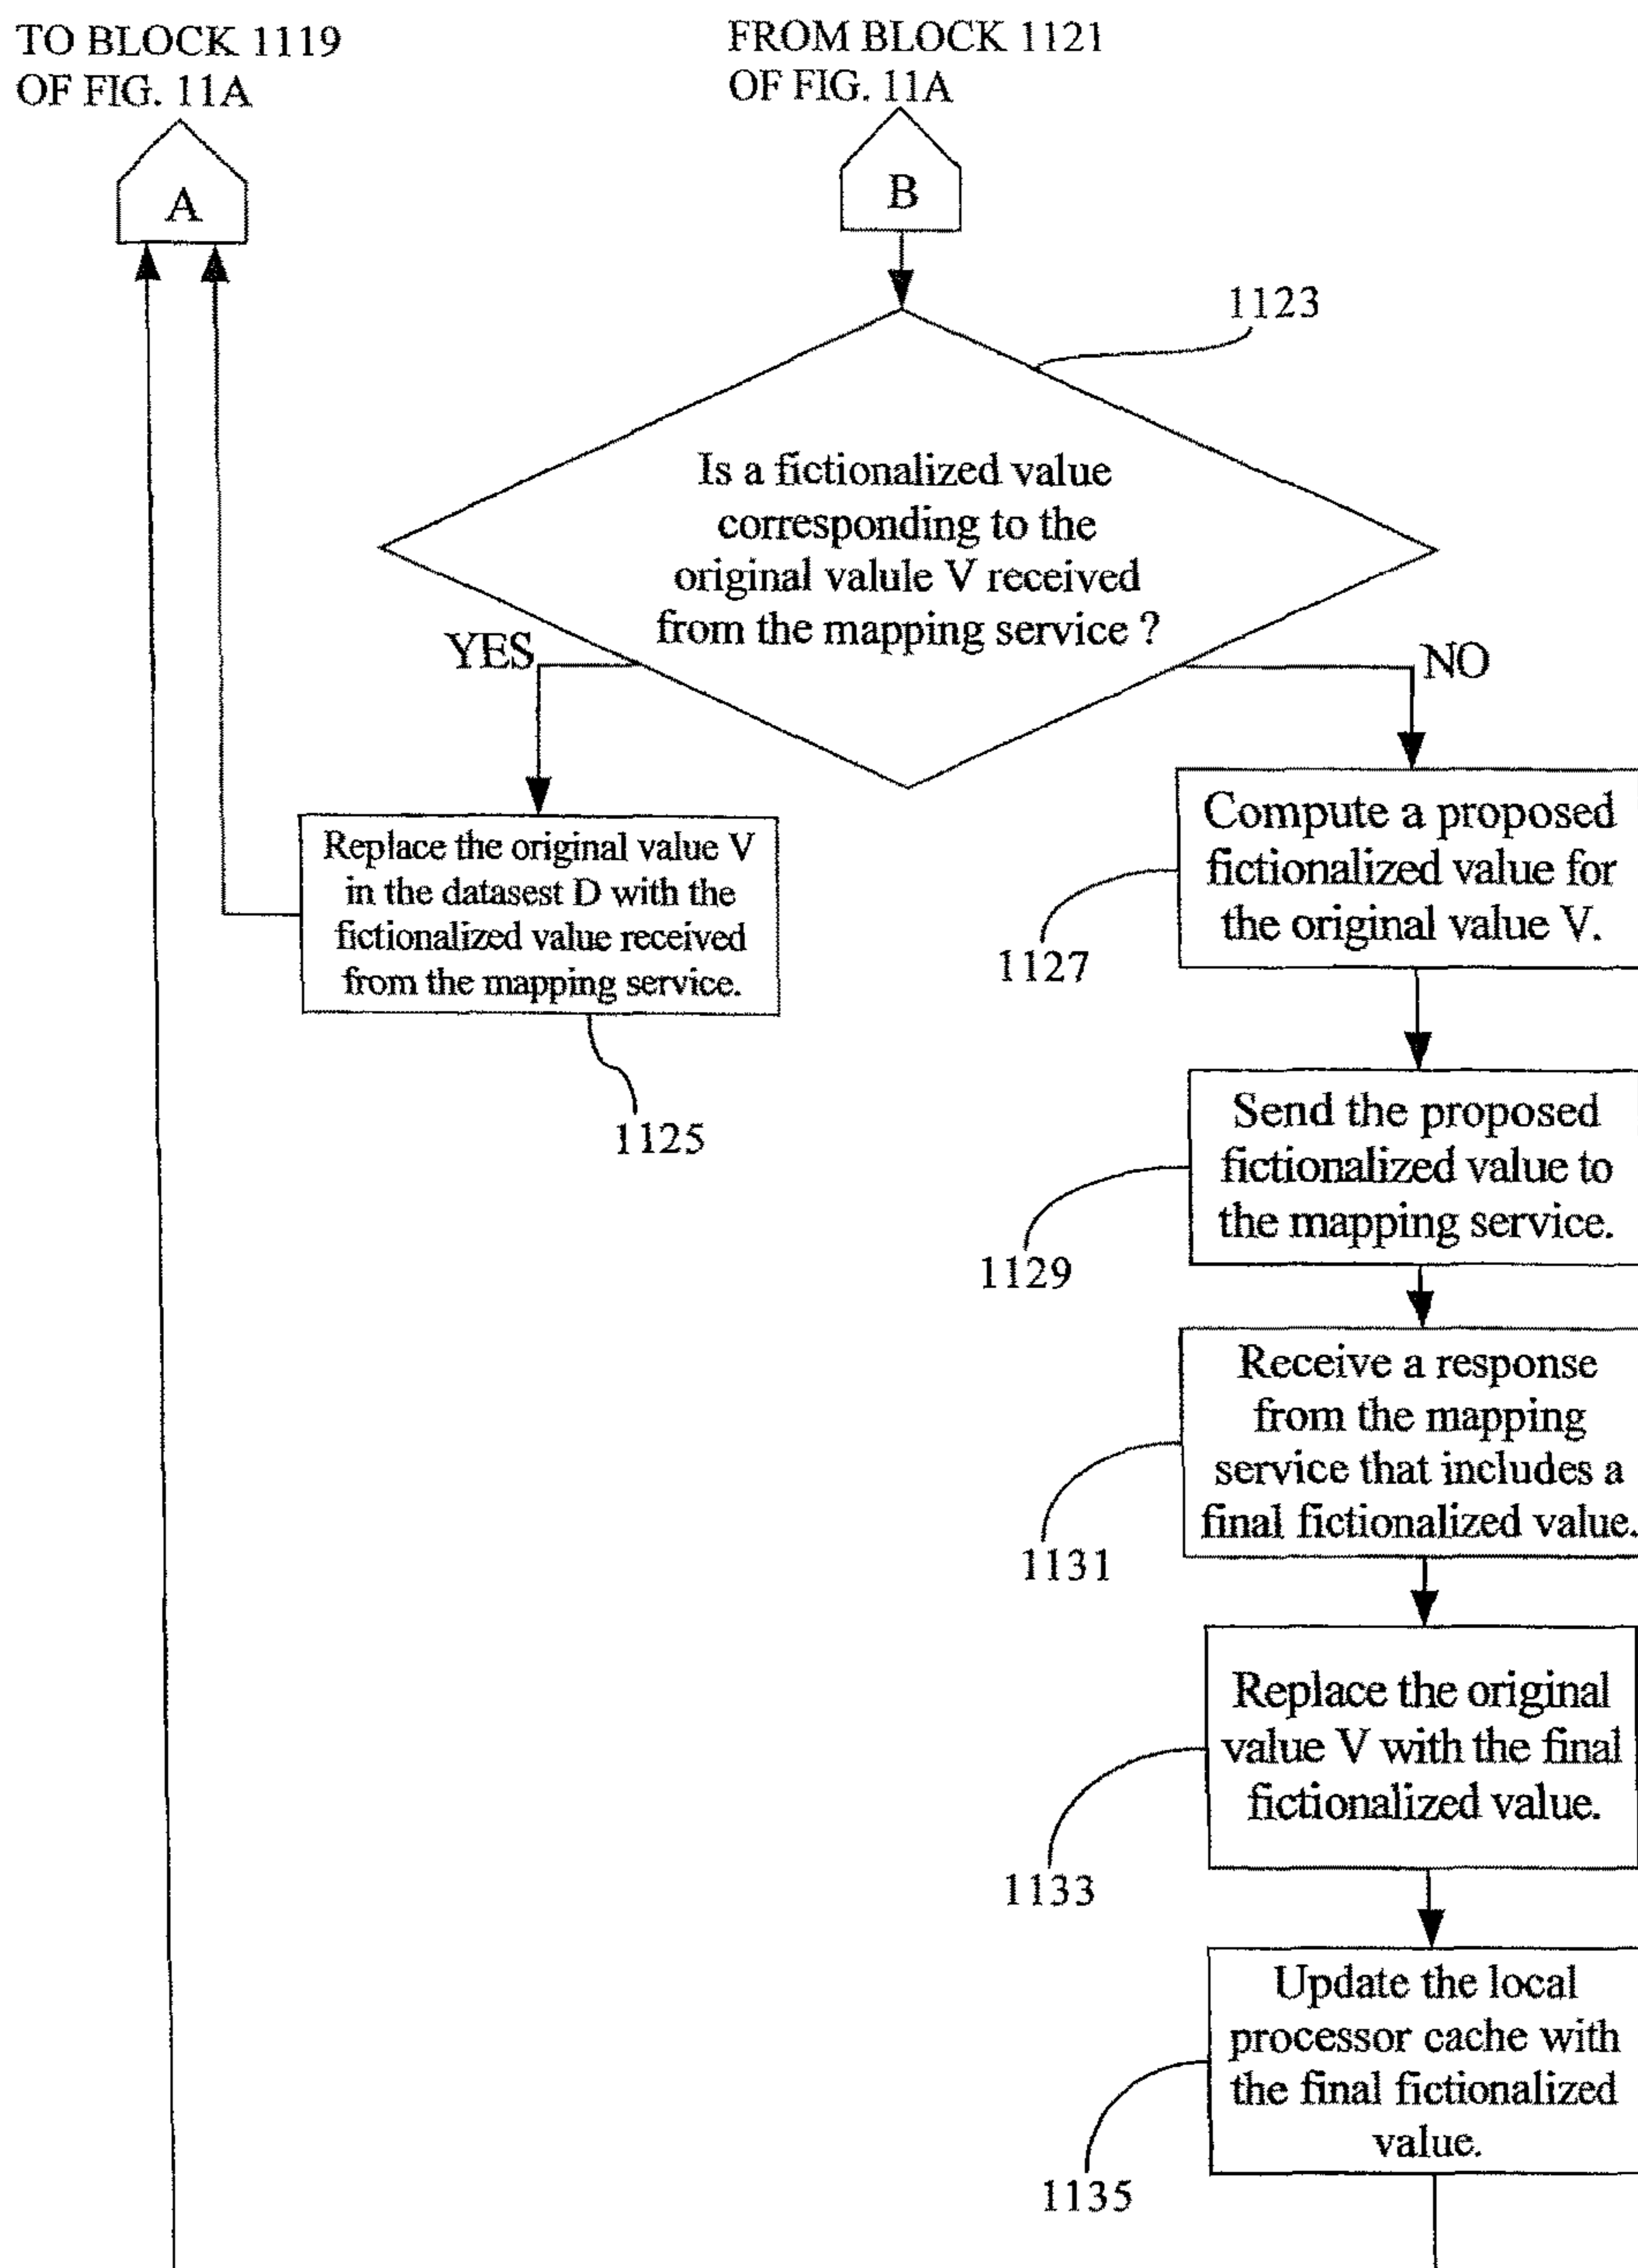 TO BLOCK 1119
OF FIG. 11A
FROM BLOCK 1121
OF FIG. 11A
A
B
1123
Is a fictionalized value
corresponding to the
original valule V received
from the mapping service ?
YES
NO
Replace the original value V
in the datasest D with the
fictionalized value received
from the mapping service.
1125
Compute a proposed
fictionalized value for
the original value V.
1127
Send the proposed
fictionalized value to
the mapping service.
1129
Receive a response
from the mapping
service that includes a
final fictionalized value.
1131
Replace the original
value V with the final
fictionalized value.
1133
Update the local
processor cache with
the final fictionalized
value.
1135